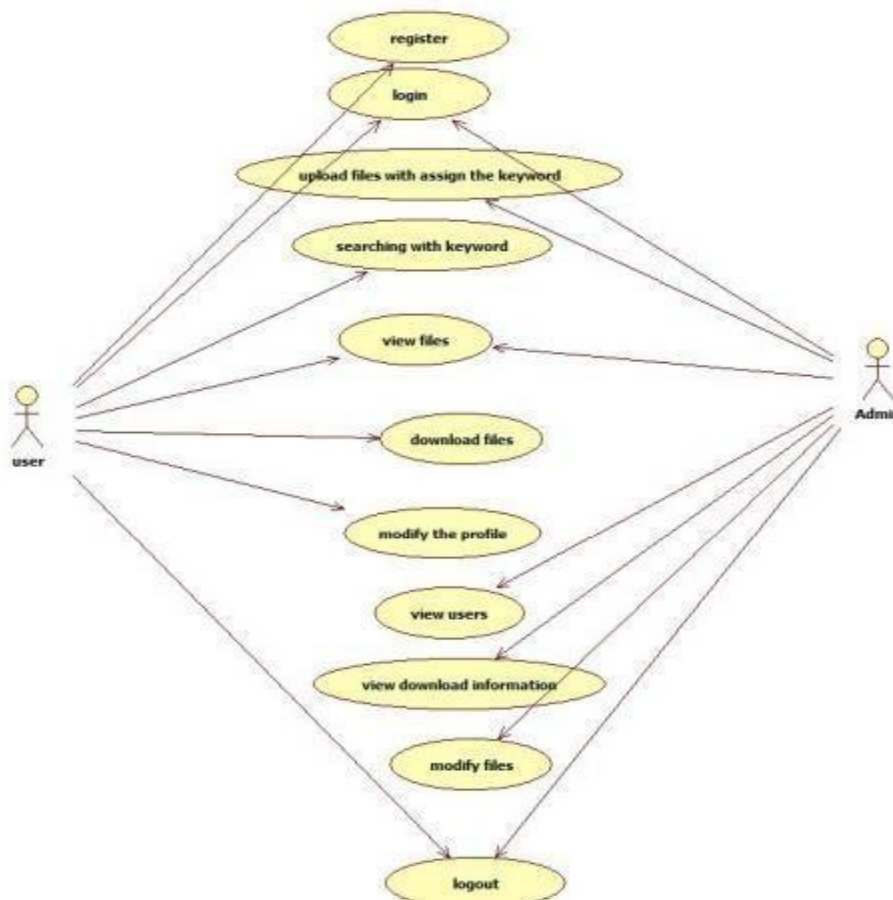 register
login
upload files with assign the keyword
searching with keyword
view files
download files
user
Admin
modify the profile
view users
view download information
modify files
logout